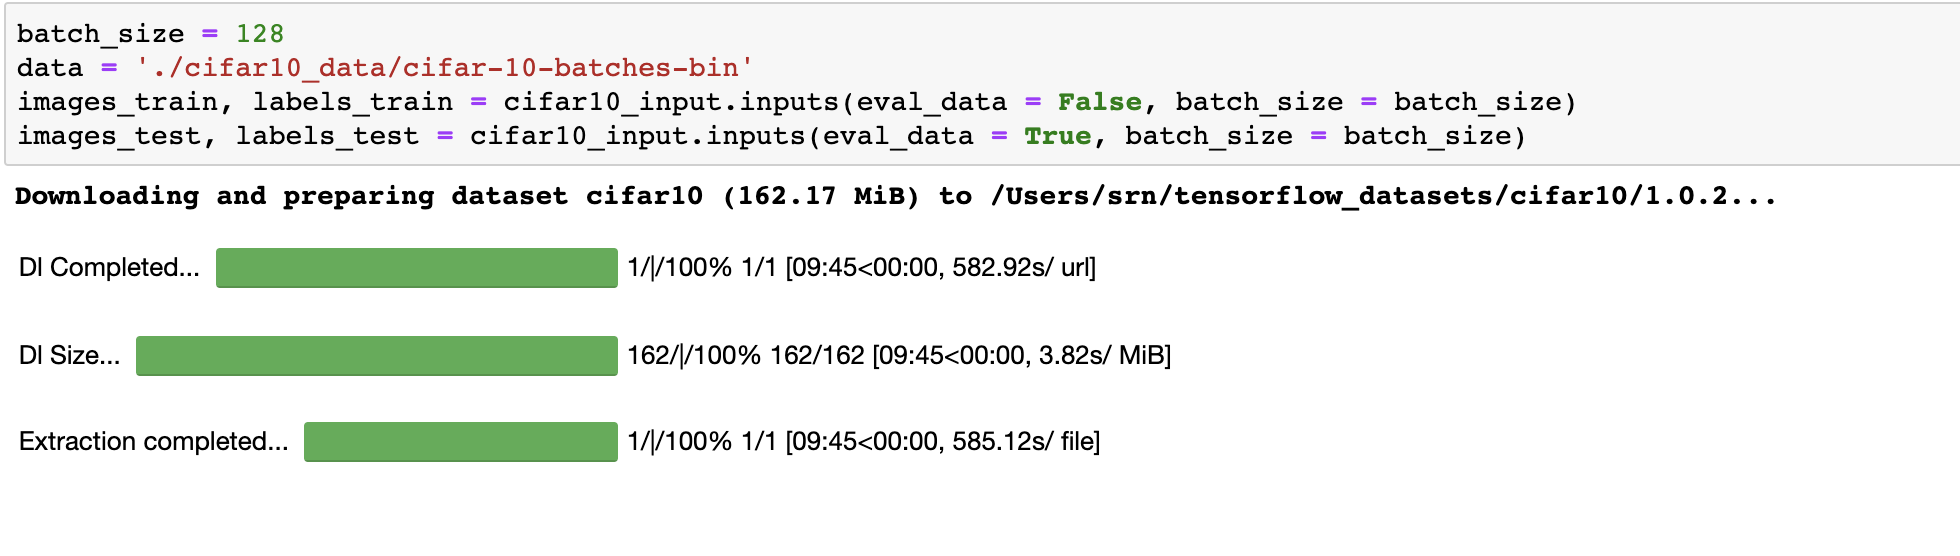 batch_size = 128
data = './cifar10_data/cifar-10-batches-bin'
images_train, labels_train = cifar10_input.inputs(eval_data = False, batch_size = batch_size)
images_test, labels_test = cifar10_input.inputs(eval_data = True, batch_size = batch_size)
Downloading and preparing dataset cifar10 (162.17 MiB) to /Users/srn/tensorflow_datasets/cifar10/1.0.2...
Dl Completed... 1/|/100% 1/1 [09:45<00:00, 582.92s/ url]
Dl Size... 162/|/100% 162/162 [09:45<00:00, 3.82s/ MiB]
Extraction completed... 1/|/100% 1/1 [09:45<00:00, 585.12s/ file]